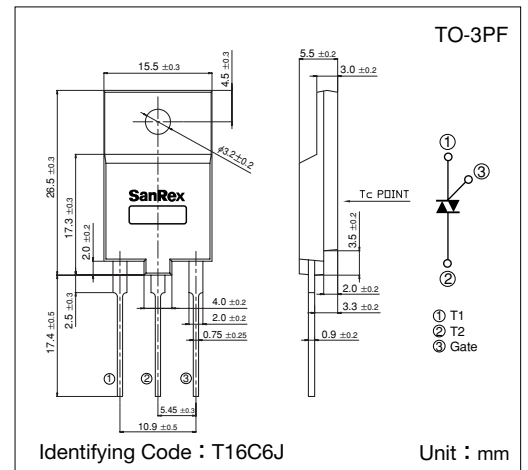 TO-3PF
15.5 ±0.3
4.5 ±0.3
5.5 ±0.2
3.0 ±0.2
φ3.2±0.2
26.5 ±0.3
17.3 ±0.3
2.0 ±0.2
SanRex
Tc POINT
3.5 ±0.2
①
③
②
17.4 ±0.5
2.5 ±0.3
4.0 ±0.2
2.0 ±0.2
0.75 ±0.25
2.0 ±0.2
3.3 ±0.2
0.9 ±0.2
① T1
② T2
③ Gate
① ② ③
5.45 ±0.3
10.9 ±0.5
Identifying Code：T16C6J
Unit：mm